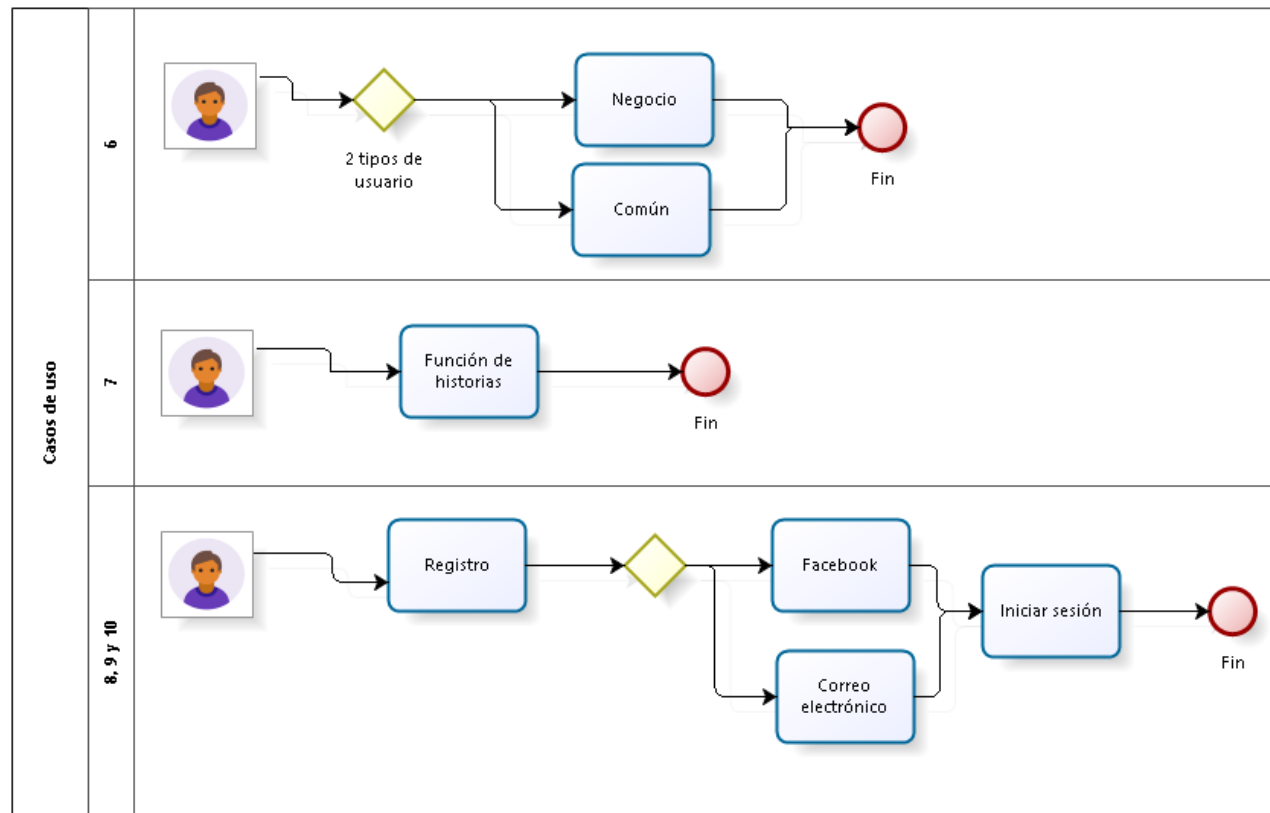 Casos de uso
6
2 tipos de
usuario
Negocio
Común
Fin
7
Función de
historias
Fin
8, 9 y 10
Registro
Facebook
Correo
electrónico
Iniciar sesión
Fin